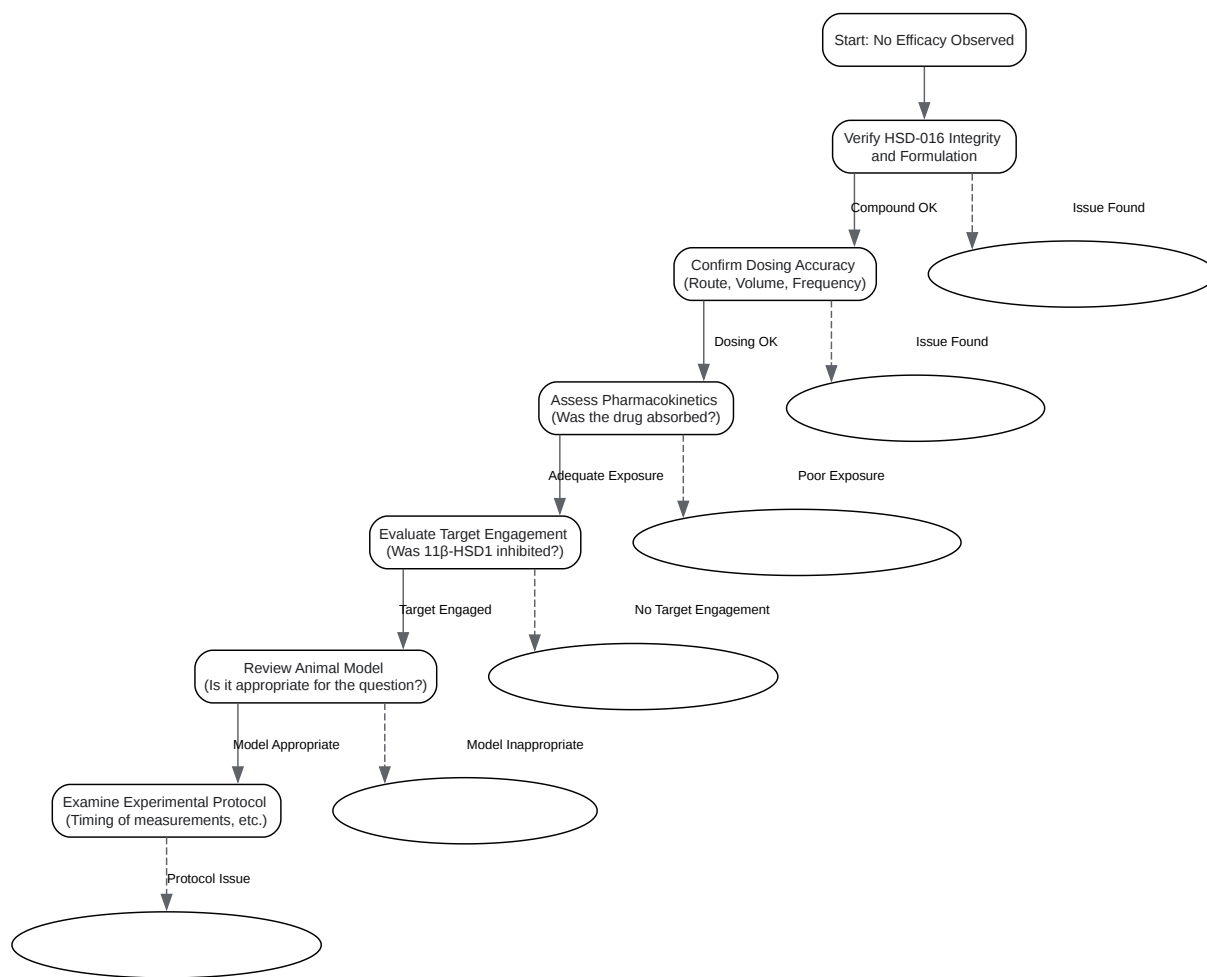 Start: No Efficacy Observed
Verify HSD-016 Integrity
and Formulation
Compound OK
Issue Found
Confirm Dosing Accuracy
(Route, Volume, Frequency)
Dosing OK
Issue Found
Assess Pharmacokinetics
(Was the drug absorbed?)
Adequate Exposure
Poor Exposure
Evaluate Target Engagement
(Was 11β-HSD1 inhibited?)
Target Engaged
No Target Engagement
Review Animal Model
(Is it appropriate for the question?)
Model Appropriate
Model Inappropriate
Examine Experimental Protocol
(Timing of measurements, etc.)
Protocol Issue